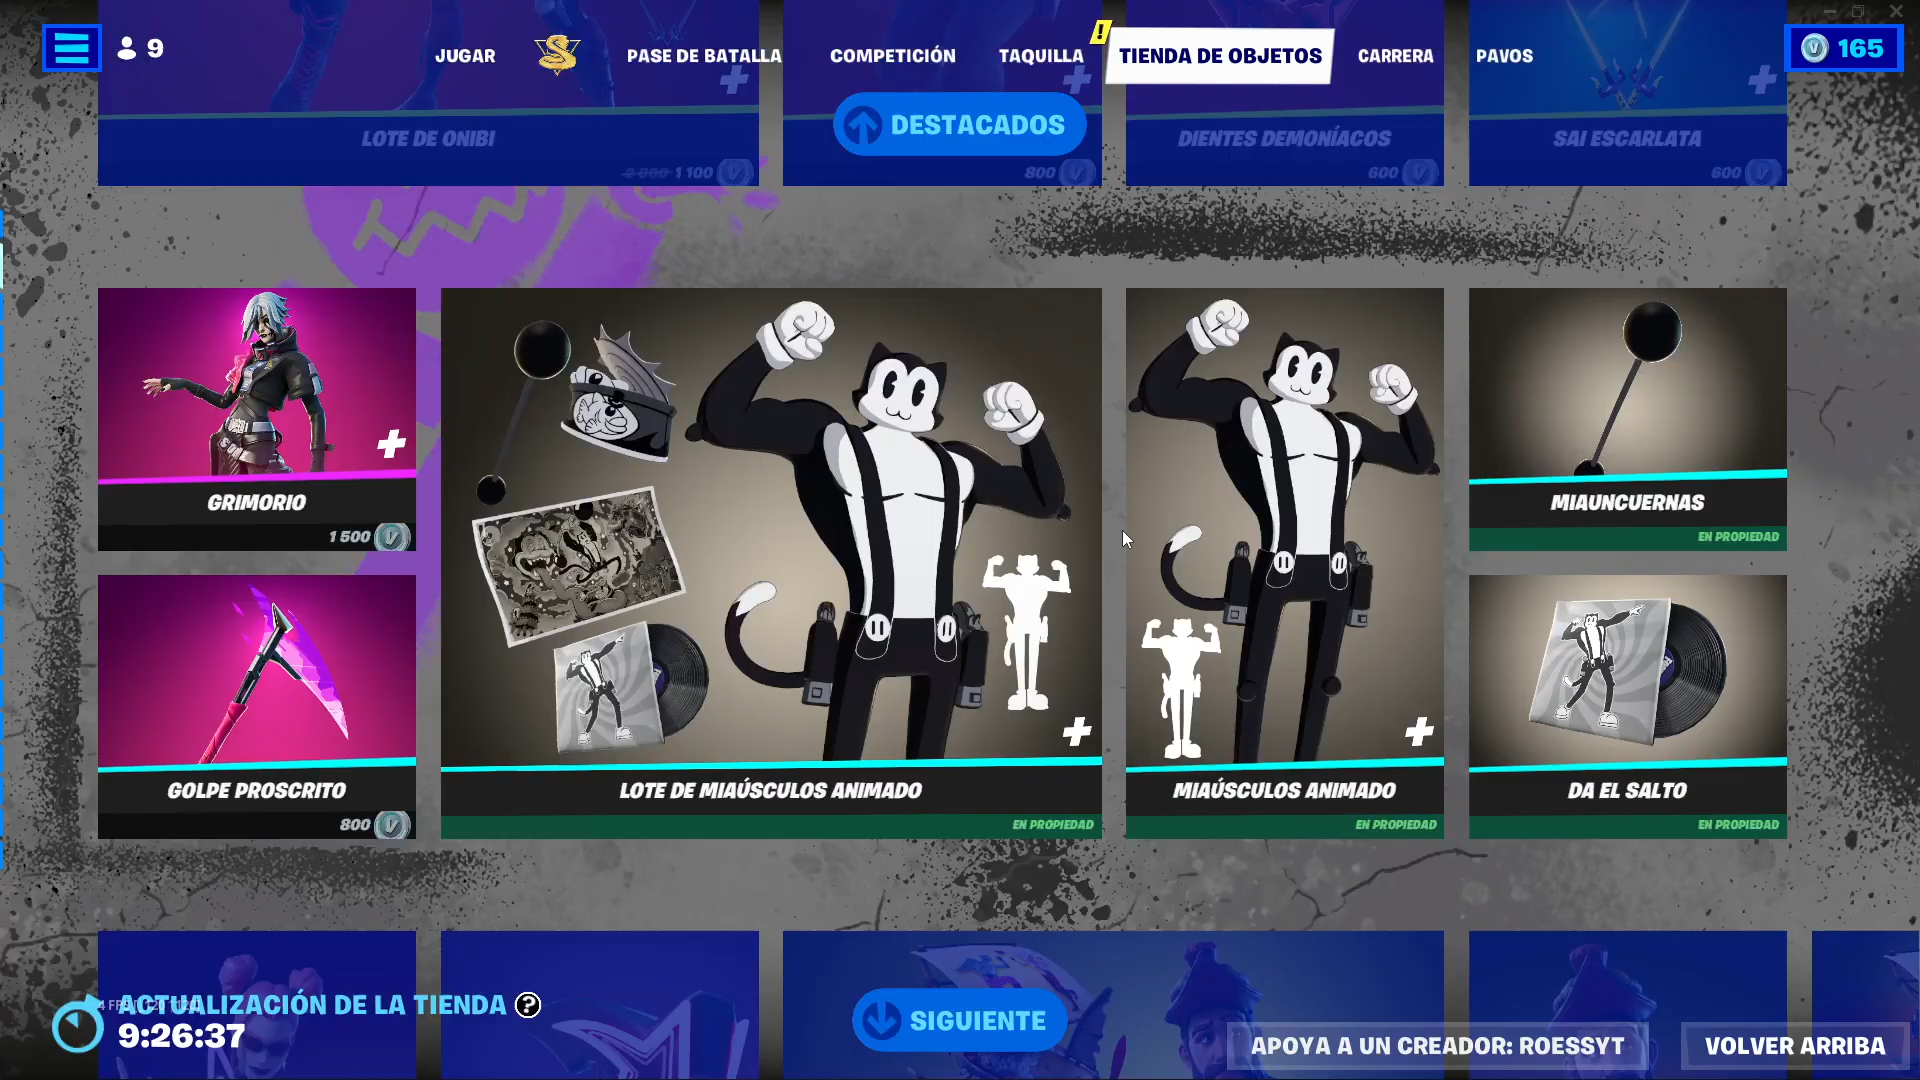 9
JUGAR
PASE DE BATALLA
COMPETICIÓN
TAQUILLA
!
TIENDA DE OBJETOS
CARRERA
PAVOS
165
DESTACADOS
LOTE DE ONIBI
2 000 1 100
800
DIENTES DEMONÍACOS
600
SAI ESCARLATA
600
GRIMORIO
1 500
GOLPE PROSCRITO
800
LOTE DE MIAÚSCULOS ANIMADO
EN PROPIEDAD
MIAÚSCULOS ANIMADO
EN PROPIEDAD
MIAUNCUERNAS
EN PROPIEDAD
DA EL SALTO
EN PROPIEDAD
ACTUALIZACIÓN DE LA TIENDA
?
9:26:37
SIGUIENTE
APOYA A UN CREADOR: ROESSYT
VOLVER ARRIBA